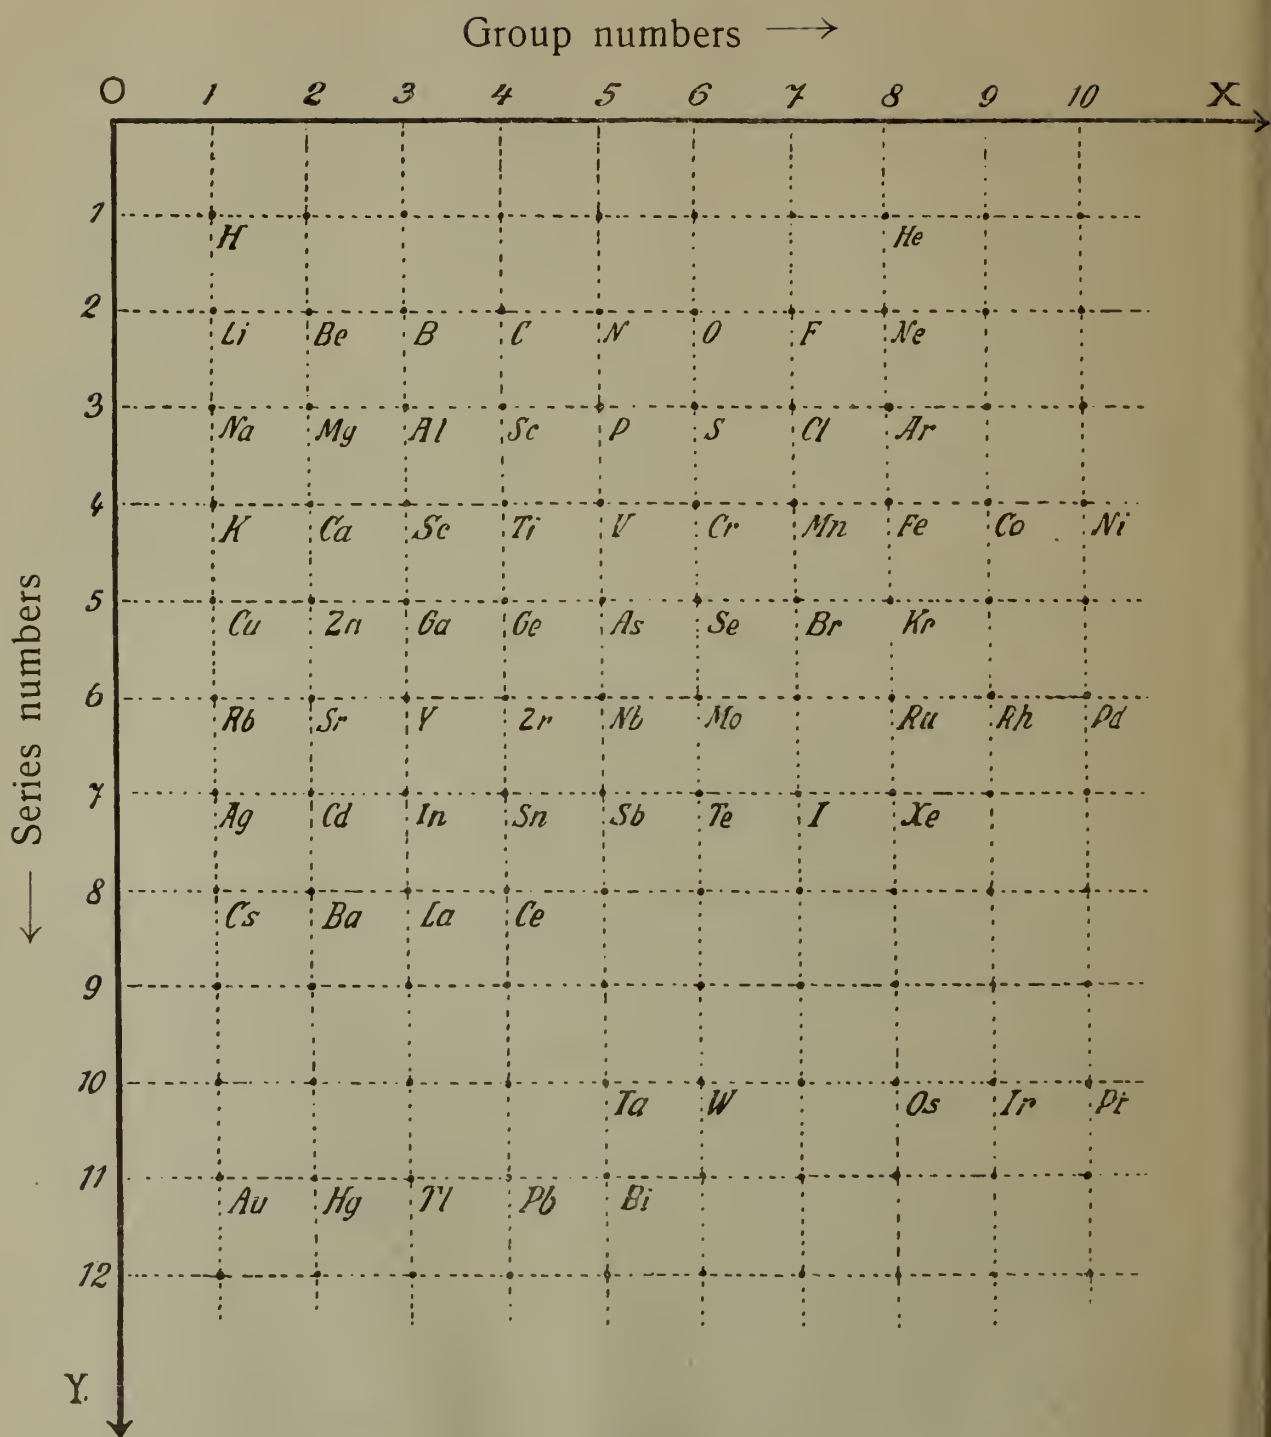 Group numbers
O 1 2 3 4 5 6 7 8 9 10 X
Series numbers
1
H He
2
Li Be B C N O F Ne
3
Na Mg Al Sc P S Cl Ar
4
K Ca Sc Ti V Cr Mn Fe Co Ni
5
Cu Zn Ga Ge As Se Br Kr
6
Rb Sr Y Zr Nb Mo Ru Rh Pd
7
Ag Cd In Sn Sb Te I Xe
8
Cs Ba La Ce
9
10
Ta W Os Ir Pt
11
Au Hg Tl Pb Bi
12
Y.